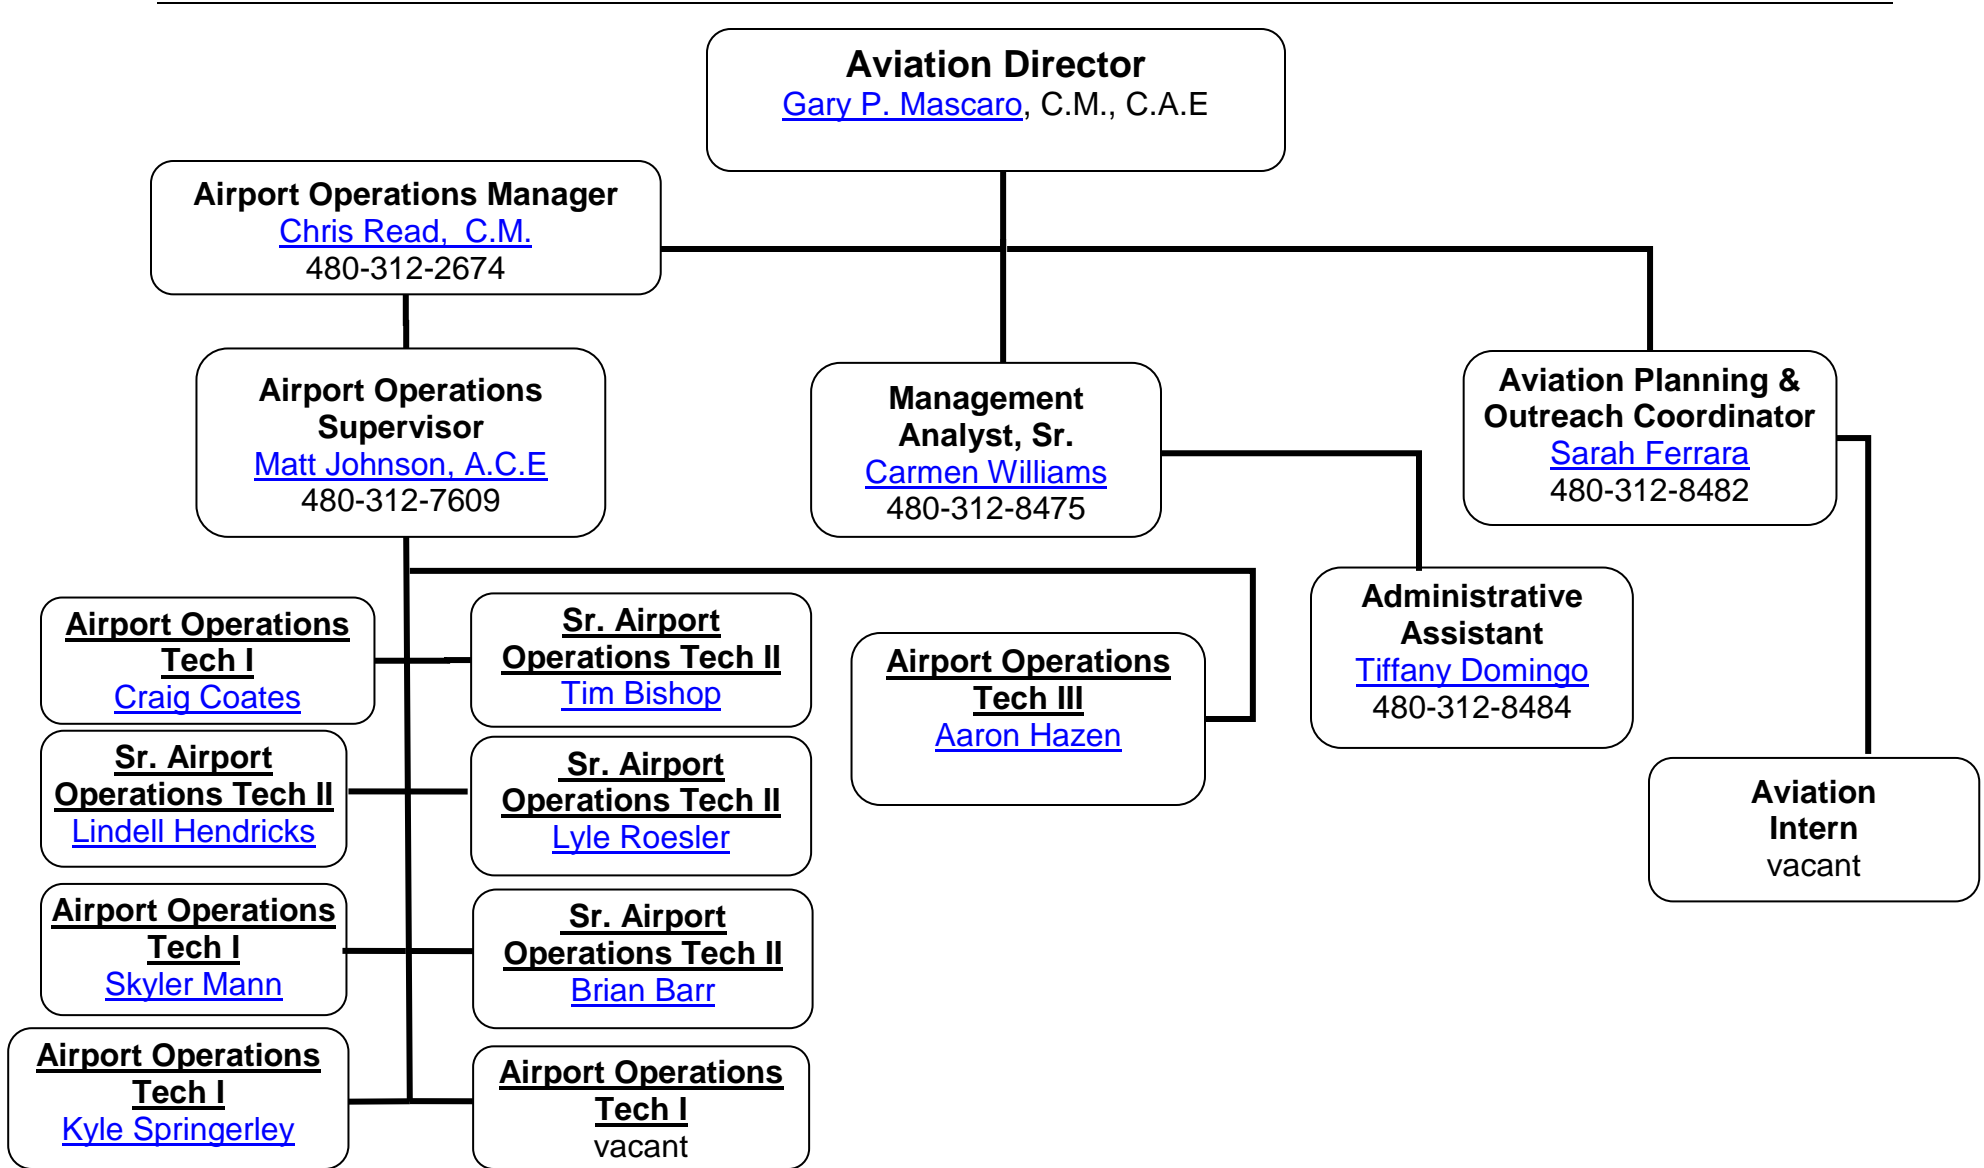 Aviation Director
Gary P. Mascaro, C.M., C.A.E
Airport Operations Manager
Chris Read,  C.M.
480-312-2674
Airport Operations
Supervisor
Matt Johnson, A.C.E
480-312-7609
Management
Analyst, Sr.
Carmen Williams
480-312-8475
Aviation Planning &
Outreach Coordinator
Sarah Ferrara
480-312-8482
Airport Operations
Tech I
Craig Coates
Sr. Airport
Operations Tech II
Tim Bishop
Airport Operations
Tech III
Aaron Hazen
Administrative
Assistant
Tiffany Domingo
480-312-8484
Sr. Airport
Operations Tech II
Lindell Hendricks
Sr. Airport
Operations Tech II
Lyle Roesler
Aviation
Intern
vacant
Airport Operations
Tech I
Skyler Mann
Sr. Airport
Operations Tech II
Brian Barr
Airport Operations
Tech I
Kyle Springerley
Airport Operations
Tech I
vacant